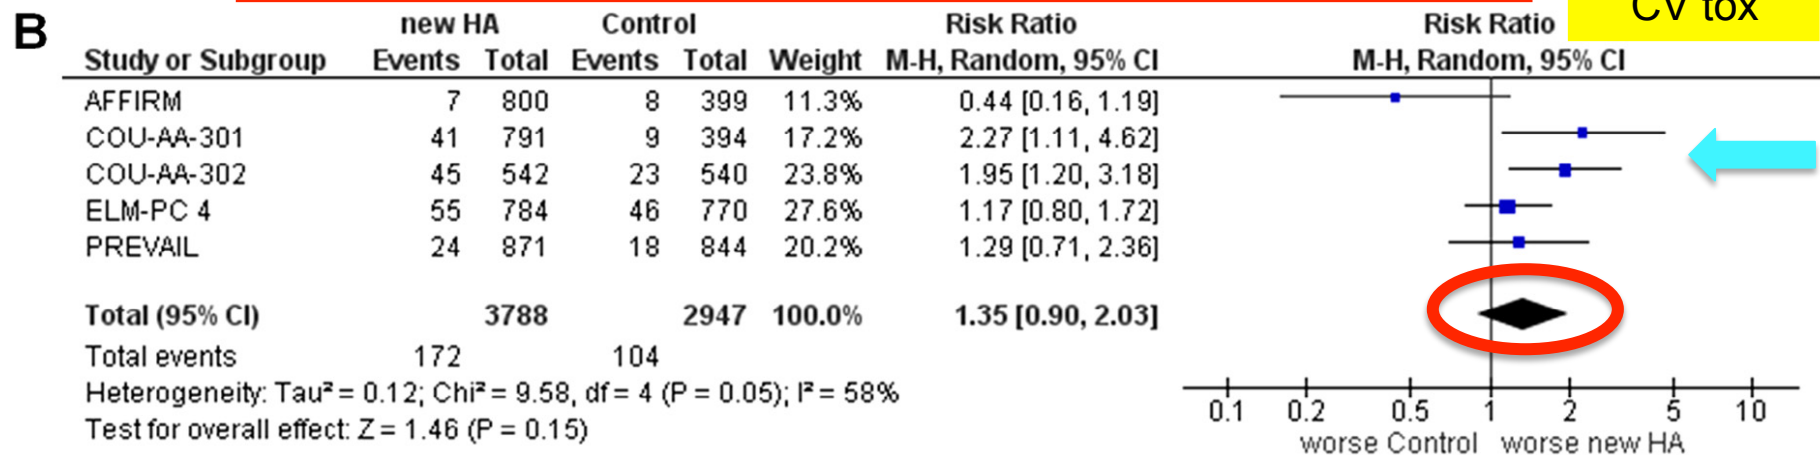 B
CV tox
new HA Control Risk Ratio Risk Ratio
Study or Subgroup Events Total Events Total Weight M-H, Random, 95% CI M-H, Random, 95% CI
AFFIRM 7 800 8 399 11.3% 0.44 [0.16, 1.19]
COU-AA-301 41 791 9 394 17.2% 2.27 [1.11, 4.62]
COU-AA-302 45 542 23 540 23.8% 1.95 [1.20, 3.18]
ELM-PC 4 55 784 46 770 27.6% 1.17 [0.80, 1.72]
PREVAIL 24 871 18 844 20.2% 1.29 [0.71, 2.36]
Total (95% CI) 3788 2947 100.0% 1.35 [0.90, 2.03]
Total events 172 104
Heterogeneity: Tau² = 0.12; Chi² = 9.58, df = 4 (P = 0.05); I² = 58%
Test for overall effect: Z = 1.46 (P = 0.15)
0.1 0.2 0.5 1 2 5 10
worse Control worse new HA